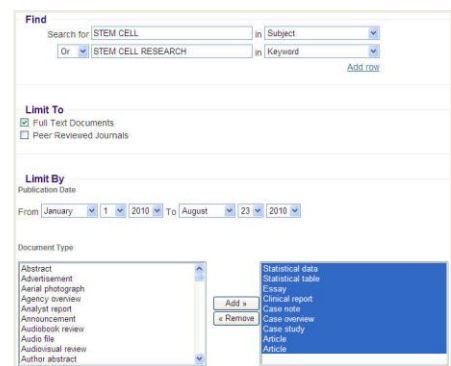 Find
Search for STEM CELL in Subject
Or STEM CELL RESEARCH in Keyword
Add row
Limit To
Full Text Documents
Peer Reviewed Journals
Limit By
Publication Date
From January 1 2010 To August 23 2010
Document Type
Abstract
Advertisement
Aerial photograph
Agency overview
Analyst report
Announcement
Audiobook review
Audio file
Audiovisual review
Author abstract
Add »
« Remove
Statistical data
Statistical table
Essay
Clinical report
Case note
Case overview
Case study
Article
Article